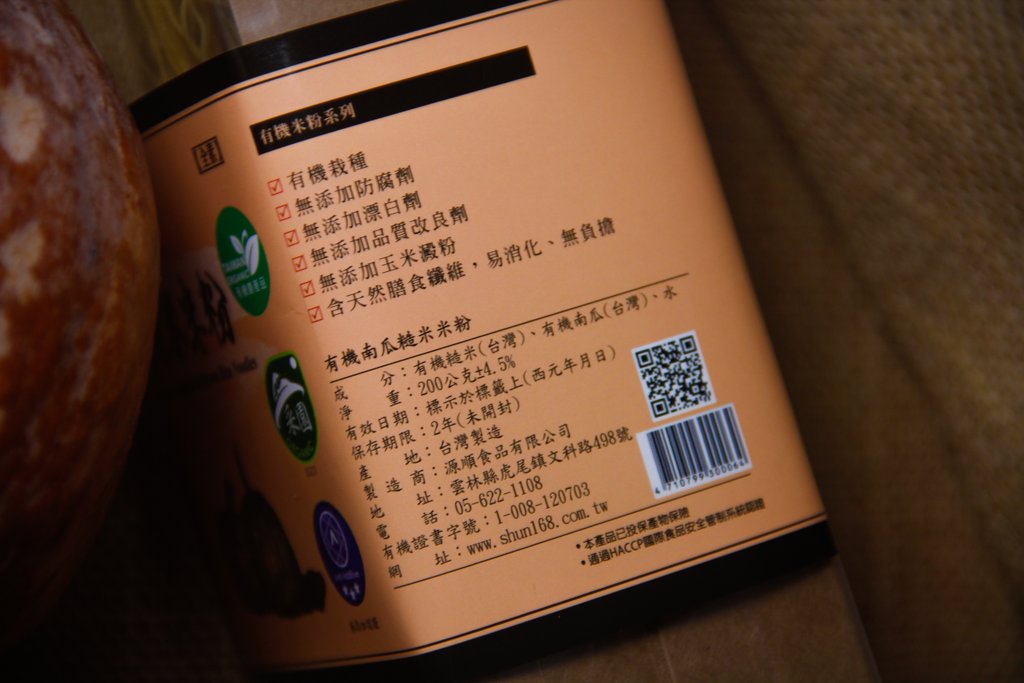 有機米粉系列
有機栽種
無添加防腐劑
無添加漂白劑
無添加品質改良劑
無添加玉米澱粉
含天然膳食纖維，易消化、無負擔
有機南瓜糙米米粉
成分：有機糙米(台灣)、有機南瓜(台灣)、水
淨重：200公克±4.5%
有效日期：標示於標籤上(西元年月日)
保存期限：2年(未開封)
產地：台灣製造
製造商：源順食品有限公司
地址：雲林縣虎尾鎮文科路498號
電話：05-622-1108
有機證書字號：1-008-120703
網址：www.shun168.com.tw
4 710799 500064
•本產品已投保產物保險
•通過HACCP國際食品安全管制系統認證
米粉
TAIWAN
ORGANIC
菓園